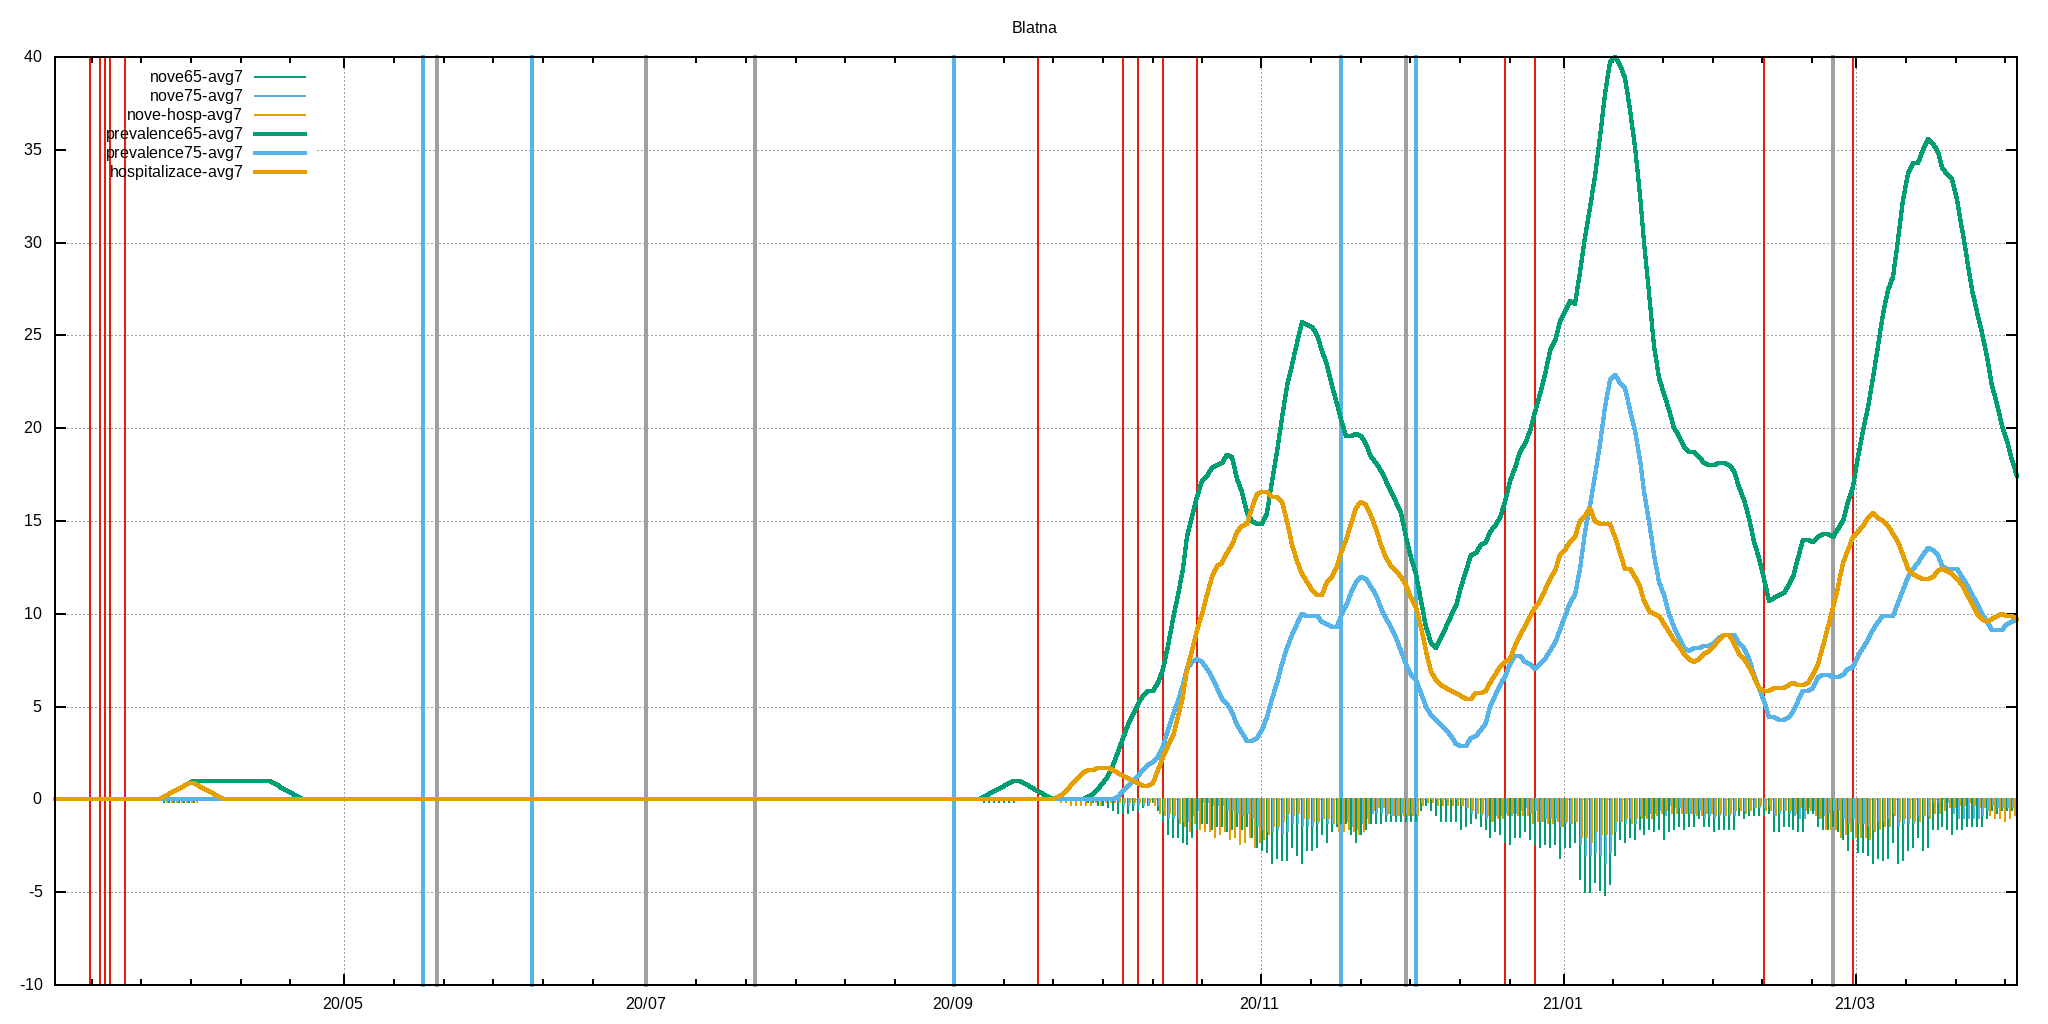 Blatna
40
nove65-avg7
nove75-avg7
nove-hosp-avg7
prevalence65-avg7
prevalence75-avg7
hospitalizace-avg7
35
30
25
20
15
10
5
0
-5
-10
20/05 20/07 20/09 20/11 21/01 21/03